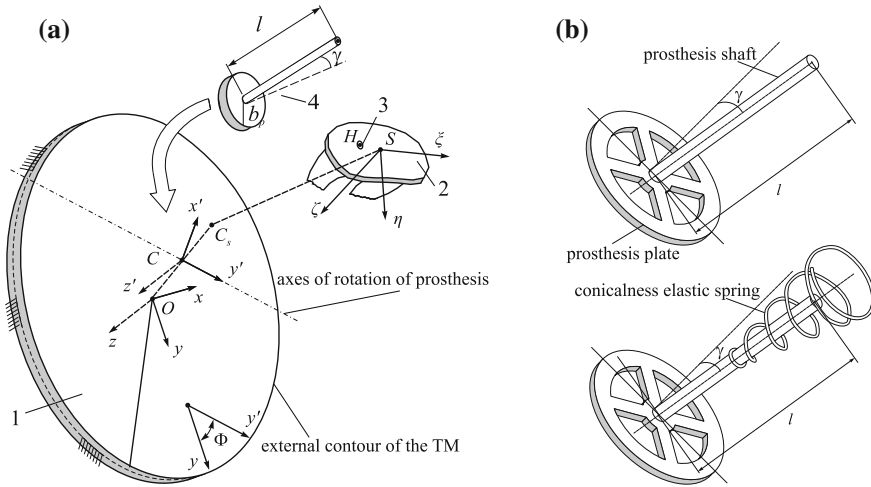 (a)
l
γ
4
b_p
3
H
S
ξ
2
ζ
η
x'
C_s
C
y'
z'
axes of rotation of prosthesis
O
x
z
y
1
y'
Φ
y
external contour of the TM
(b)
prosthesis shaft
γ
l
prosthesis plate
conicalness elastic spring
γ
l